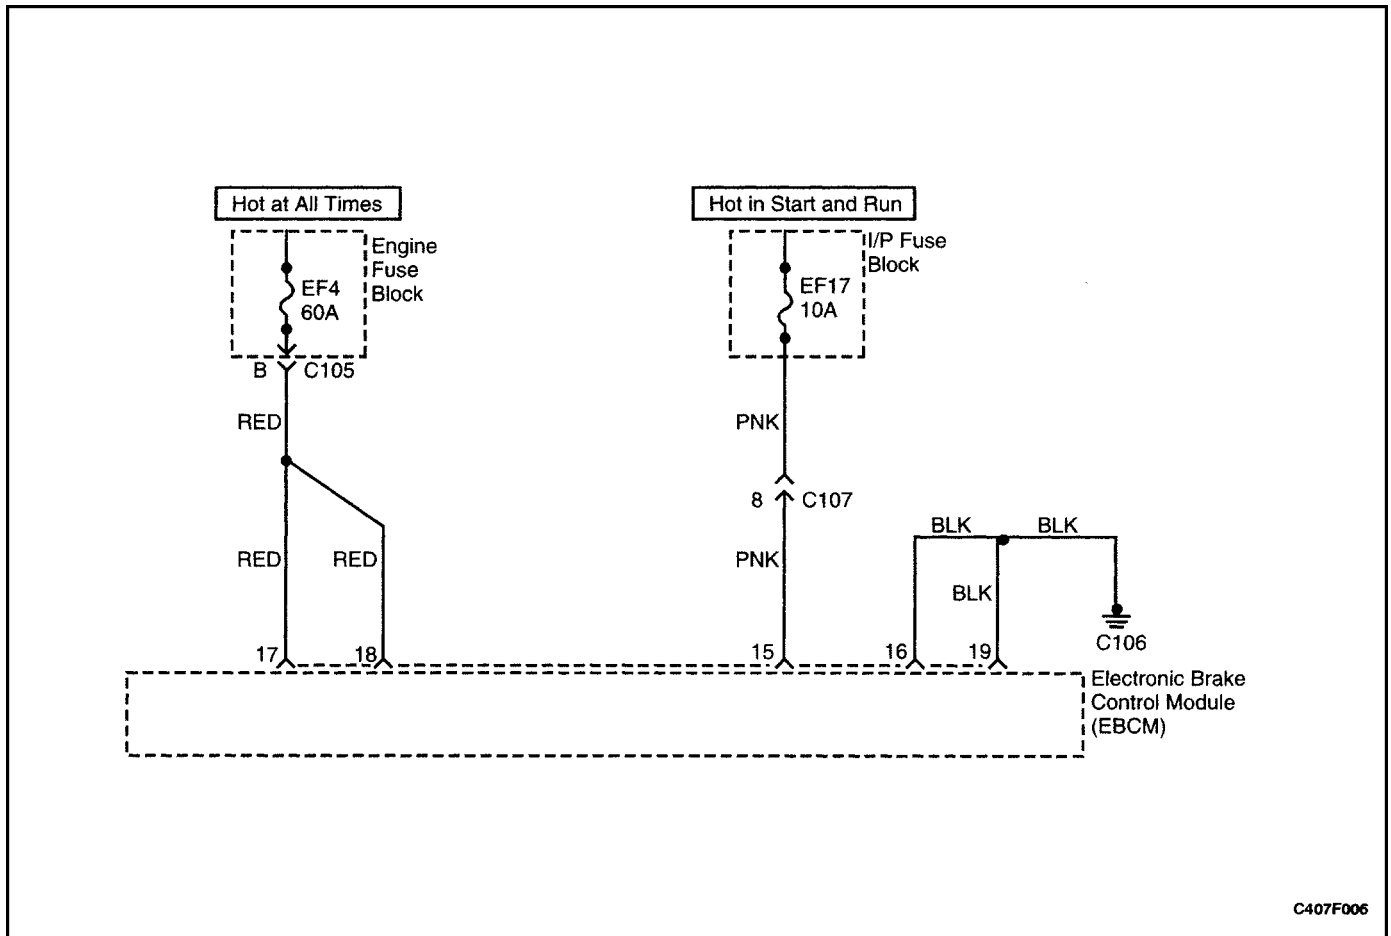 Hot at All Times
Hot in Start and Run
Engine
Fuse
Block
EF4
60A
I/P Fuse
Block
EF17
10A
B
C105
RED
PNK
8
C107
RED
RED
PNK
BLK
BLK
BLK
C106
17
18
15
16
19
Electronic Brake
Control Module
(EBCM)
C407F006